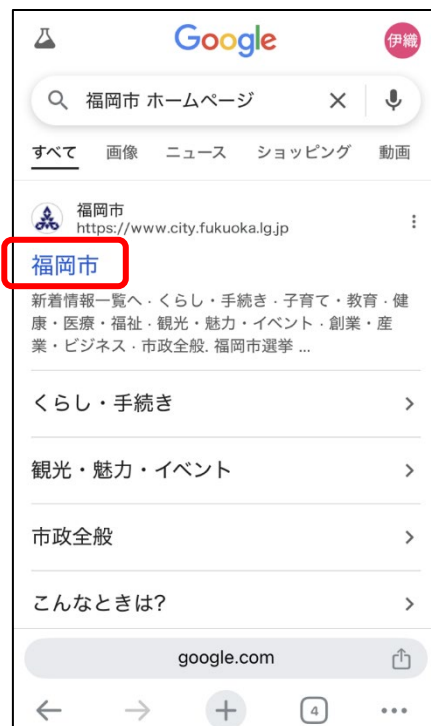 Google
伊織
福岡市 ホームページ
すべて 画像 ニュース ショッピング 動画
福岡市
https://www.city.fukuoka.lg.jp
福岡市
新着情報一覧へ · くらし・手続き · 子育て・教育 · 健
康・医療・福祉 · 観光・魅力・イベント · 創業・産
業・ビジネス · 市政全般. 福岡市選挙 ...
くらし・手続き
観光・魅力・イベント
市政全般
こんなときは?
google.com
4